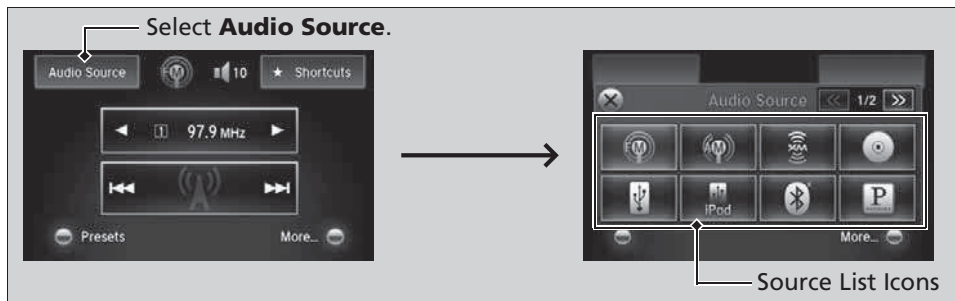 Select Audio Source.
Audio Source
FM
10
★ Shortcuts
◄ 1 97.9 MHz ►
Presets
More...
Audio Source
1/2
FM
AM
XM
iPod
P
More...
Source List Icons